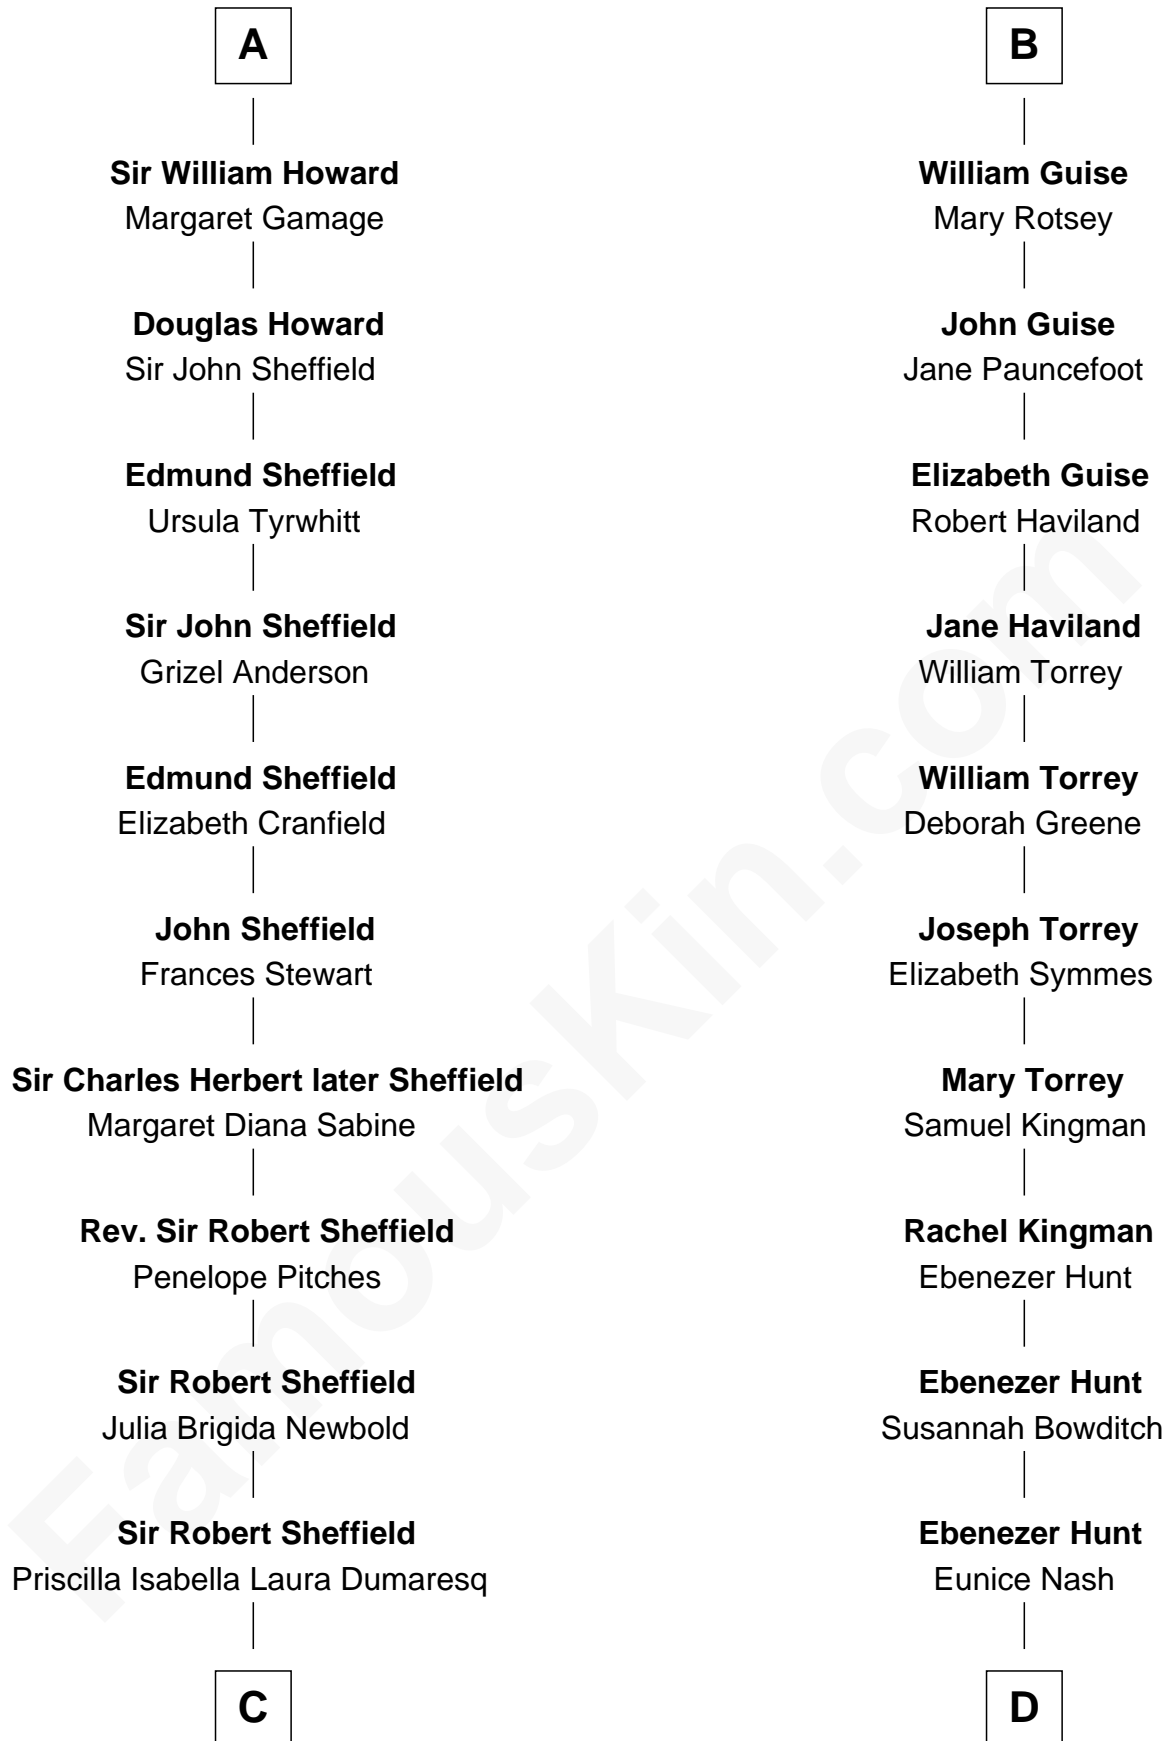 A
Sir William Howard
Margaret Gamage
Douglas Howard
Sir John Sheffield
Edmund Sheffield
Ursula Tyrwhitt
Sir John Sheffield
Grizel Anderson
Edmund Sheffield
Elizabeth Cranfield
John Sheffield
Frances Stewart
Sir Charles Herbert later Sheffield
Margaret Diana Sabine
Rev. Sir Robert Sheffield
Penelope Pitches
Sir Robert Sheffield
Julia Brigida Newbold
Sir Robert Sheffield
Priscilla Isabella Laura Dumaresq
C
B
William Guise
Mary Rotsey
John Guise
Jane Pauncefoot
Elizabeth Guise
Robert Haviland
Jane Haviland
William Torrey
William Torrey
Deborah Greene
Joseph Torrey
Elizabeth Symmes
Mary Torrey
Samuel Kingman
Rachel Kingman
Ebenezer Hunt
Ebenezer Hunt
Susannah Bowditch
Ebenezer Hunt
Eunice Nash
D
FamousKin.com